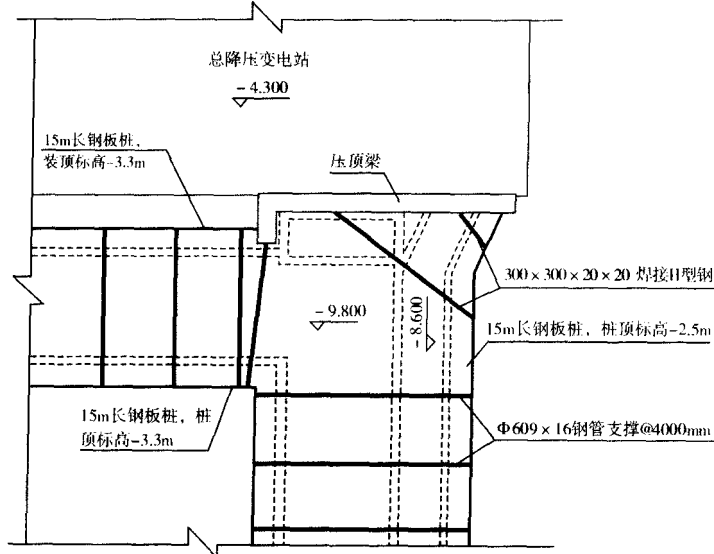 总降压变电站
-4.300
15m长钢板桩,
装顶标高-3.3m
压顶梁
300×300×20×20 焊接H型钢
-9.800
-8.600
15m长钢板桩, 桩顶标高-2.5m
15m长钢板桩, 桩
顶标高-3.3m
Φ609×16钢管支撑@4000mm